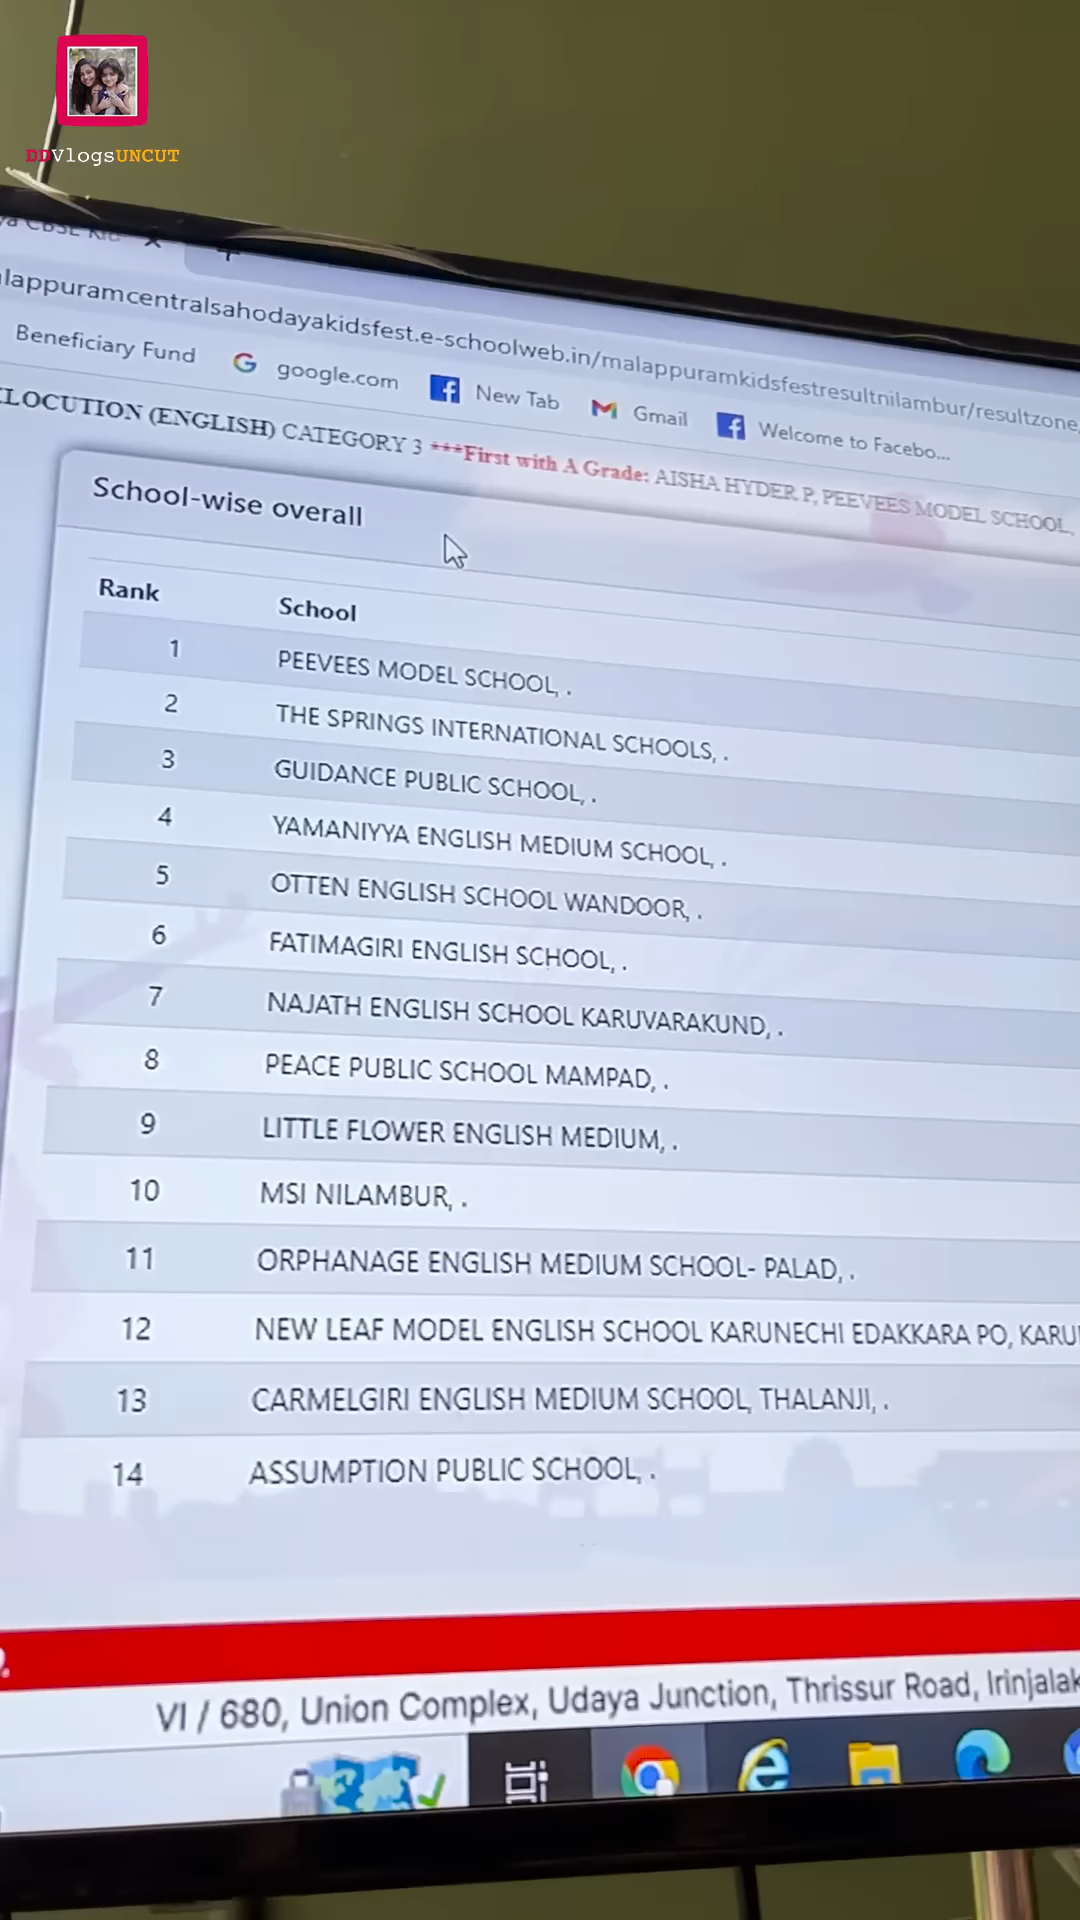 DDVlogsUNCUT
lappuramcentralsahodayakidsfest.e-schoolweb.in/malappuramkidsfestresultnilambur/resultzone
Beneficiary Fund google.com New Tab Gmail Welcome to Facebo...
LOCUTION (ENGLISH) CATEGORY 3 ***First with A Grade: AISHA HYDER P, PEEVEES MODEL SCHOOL,
School-wise overall
Rank School
1 PEEVEES MODEL SCHOOL, .
2 THE SPRINGS INTERNATIONAL SCHOOLS, .
3 GUIDANCE PUBLIC SCHOOL, .
4 YAMANIYYA ENGLISH MEDIUM SCHOOL, .
5 OTTEN ENGLISH SCHOOL WANDOOR, .
6 FATIMAGIRI ENGLISH SCHOOL, .
7 NAJATH ENGLISH SCHOOL KARUVARAKUND, .
8 PEACE PUBLIC SCHOOL MAMPAD, .
9 LITTLE FLOWER ENGLISH MEDIUM, .
10 MSI NILAMBUR, .
11 ORPHANAGE ENGLISH MEDIUM SCHOOL- PALAD, .
12 NEW LEAF MODEL ENGLISH SCHOOL KARUNECHI EDAKKARA PO, KARU
13 CARMELGIRI ENGLISH MEDIUM SCHOOL, THALANJI, .
14 ASSUMPTION PUBLIC SCHOOL, .
VI / 680, Union Complex, Udaya Junction, Thrissur Road, Irinjalak